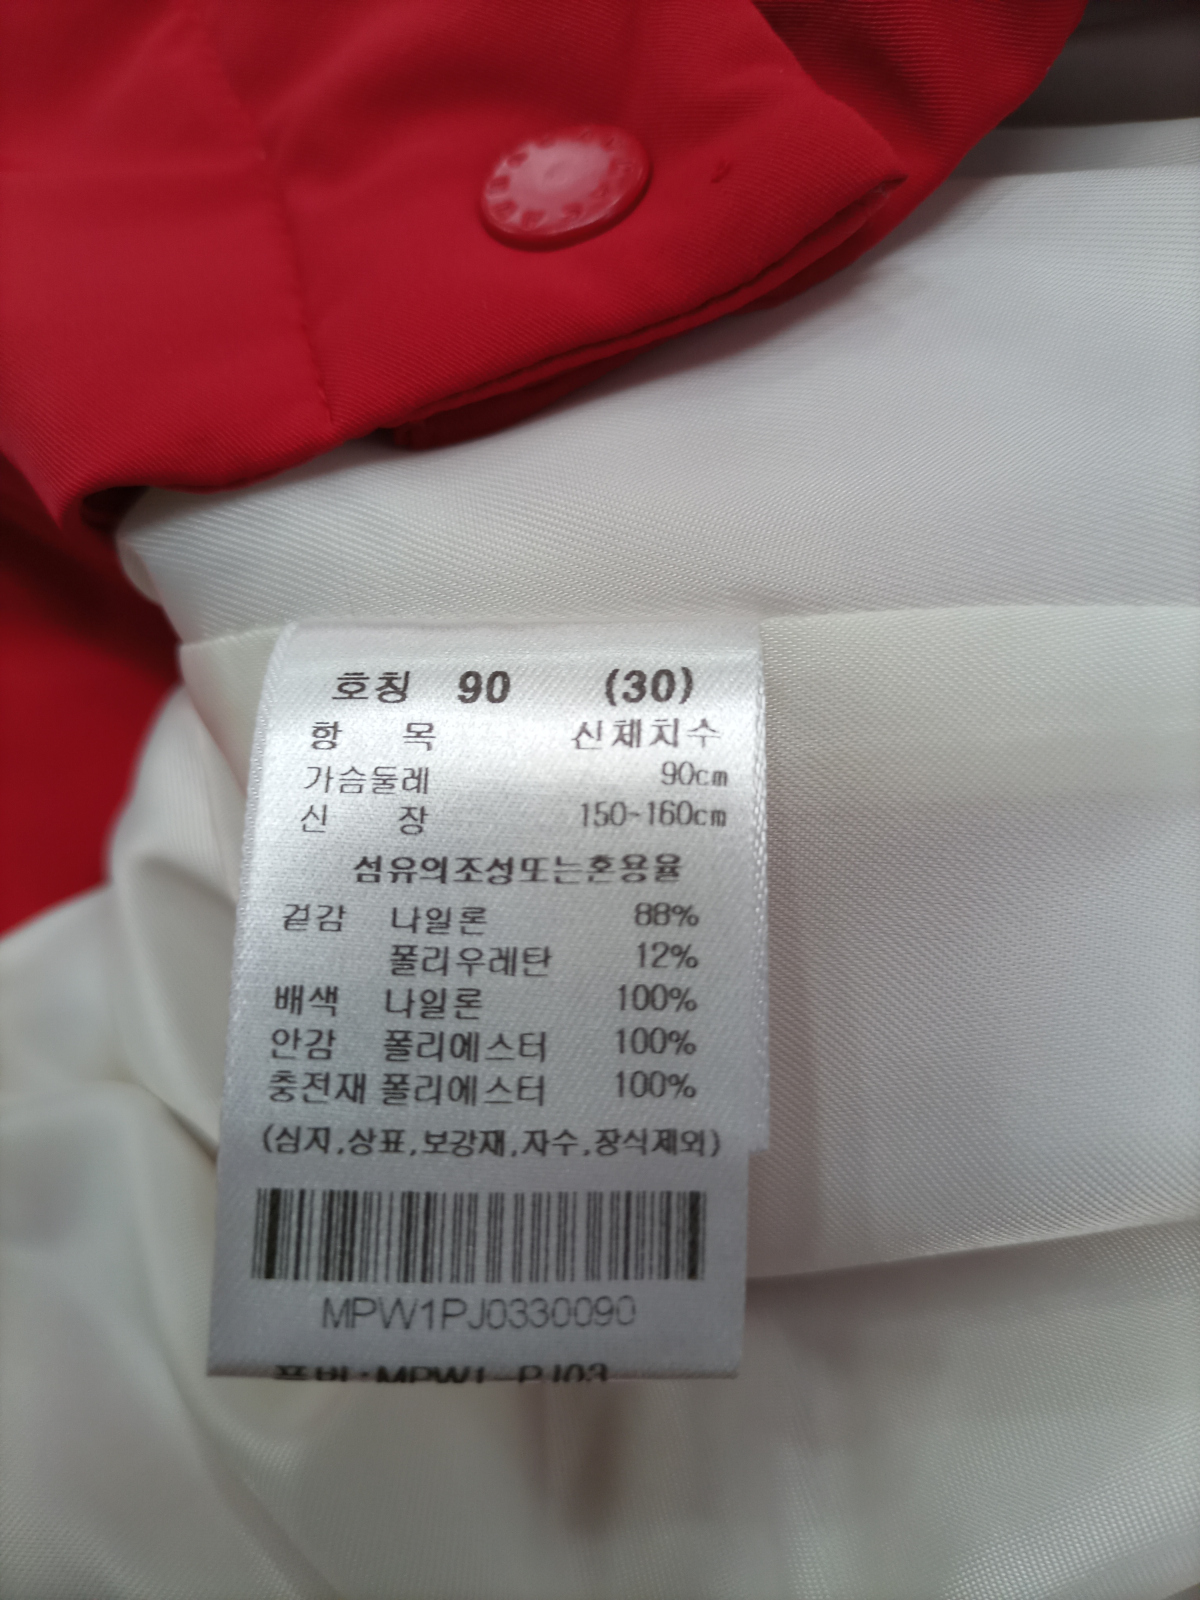 호칭 90 (30)
항 목 신체치수
가슴둘레 90cm
신 장 150~160cm
섬유의조성또는혼용율
겉감 나일론 88%
폴리우레탄 12%
배색 나일론 100%
안감 폴리에스터 100%
충전재 폴리에스터 100%
(심지,상표,보강재,자수,장식제외)
MPW1PJ0330090
품번:MPW1-PJ03